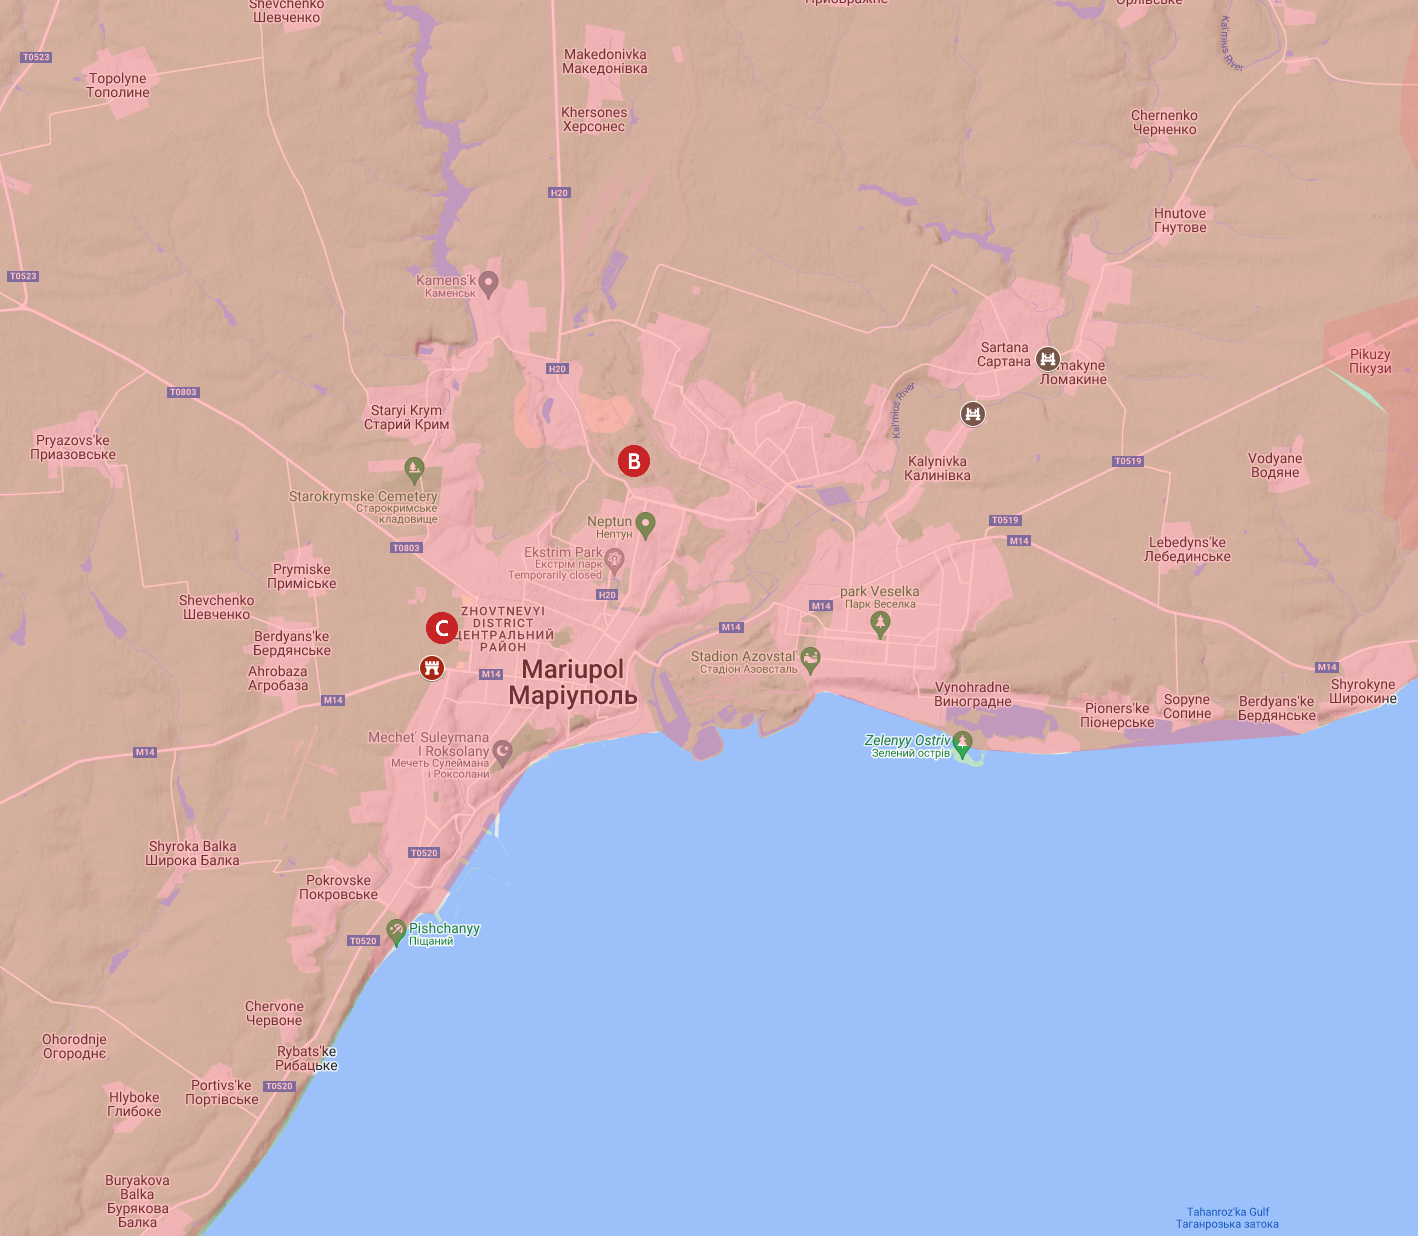 Shevchenko
Шевченко
Орлівське
T0523
Makedonivka
Македонівка
Kal'mius River
Topolyne
Тополине
Khersones
Херсонес
Chernenko
Черненко
H20
Hnutove
Гнутове
T0523
Kamens'k
Каменськ
Sartana
Сартана
Ломакине
Pikuzy
Пікузи
H20
T0803
Kal'mius River
Staryi Krym
Старий Крим
B
Pryazovs'ke
Приазовське
Kalynivka
Калинівка
T0519
Vodyane
Водяне
Starokrymske Cemetery
Старокримське
кладовище
Neptun
Нептун
T0519
M14
T0803
Ekstrim Park
Екстрім парк
Temporarily closed
Lebedyns'ke
Лебединське
Prymiske
Приміське
H20
park Veselka
Парк Веселка
M14
Shevchenko
Шевченко
ZHOVTNEVYI
DISTRICT
ЦЕНТРАЛЬНИЙ
РАЙОН
C
M14
Berdyans'ke
Бердянське
Stadion Azovstal'
Стадіон Азовсталь
Ahrobaza
Агробаза
M14
Mariupol
Маріуполь
M14
M14
Vynohradne
Виноградне
Shyrokyne
Широкине
Sopyne
Сопине
Berdyans'ke
Бердянське
Pioners'ke
Піонерське
Mechet' Suleymana
I Roksolany
Мечеть Сулеймана
і Роксолани
M14
Zelenyy Ostriv
Зелений острів
Shyroka Balka
Широка Балка
T0520
Pokrovske
Покровське
Pishchanyy
Піщаний
T0520
Chervone
Червоне
Ohorodnje
Огороднє
Rybats'ke
Рибацьке
Portivs'ke
Портівське
T0520
Hlyboke
Глибоке
Buryakova
Balka
Бурякова
Балка
Tahanroz'ka Gulf
Таганрозька затока